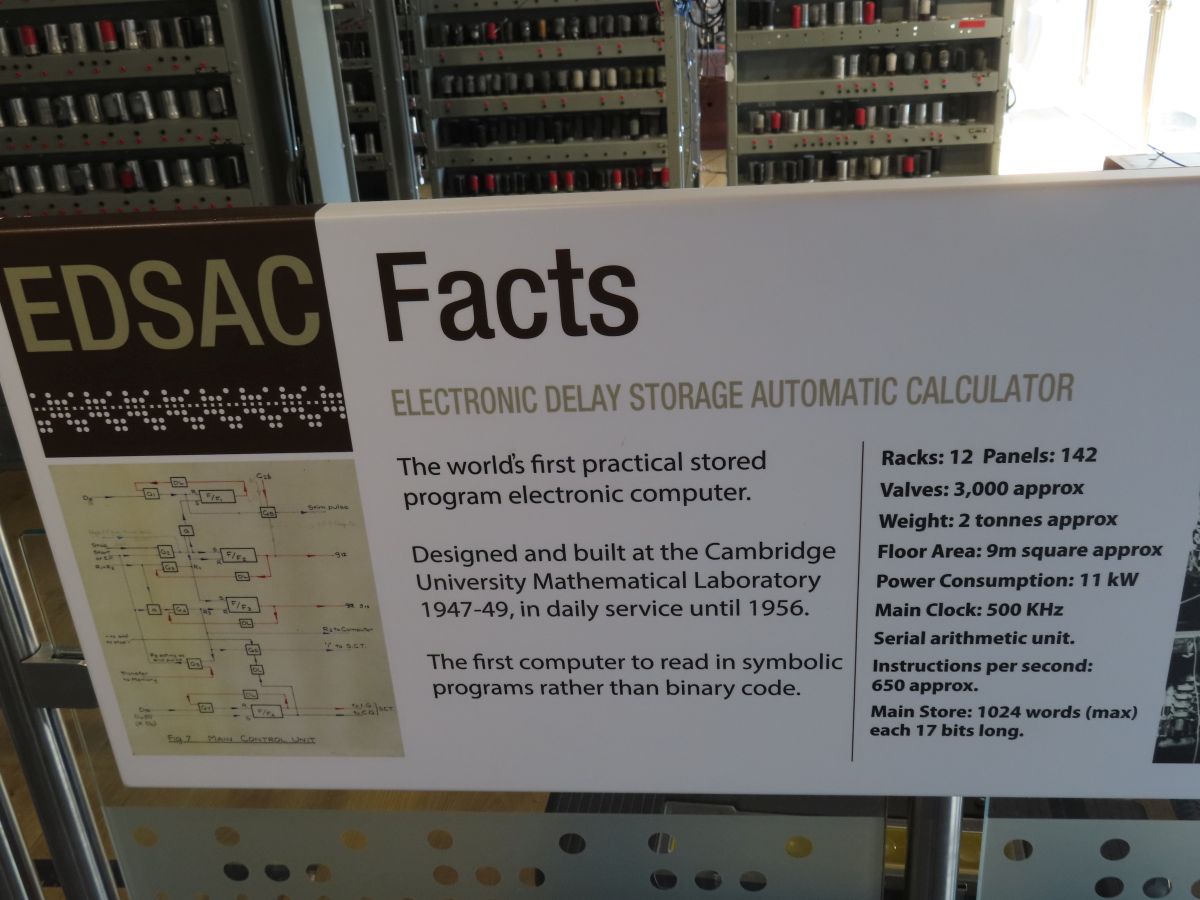 EDSAC
Facts
ELECTRONIC DELAY STORAGE AUTOMATIC CALCULATOR
The world's first practical stored
program electronic computer.
Designed and built at the Cambridge
University Mathematical Laboratory
1947-49, in daily service until 1956.
The first computer to read in symbolic
programs rather than binary code.
Racks: 12 Panels: 142
Valves: 3,000 approx
Weight: 2 tonnes approx
Floor Area: 9m square approx
Power Consumption: 11 kW
Main Clock: 500 KHz
Serial arithmetic unit.
Instructions per second:
650 approx.
Main Store: 1024 words (max)
each 17 bits long.
Fig. 7 MAIN CONTROL UNIT
Transfer
to Memory